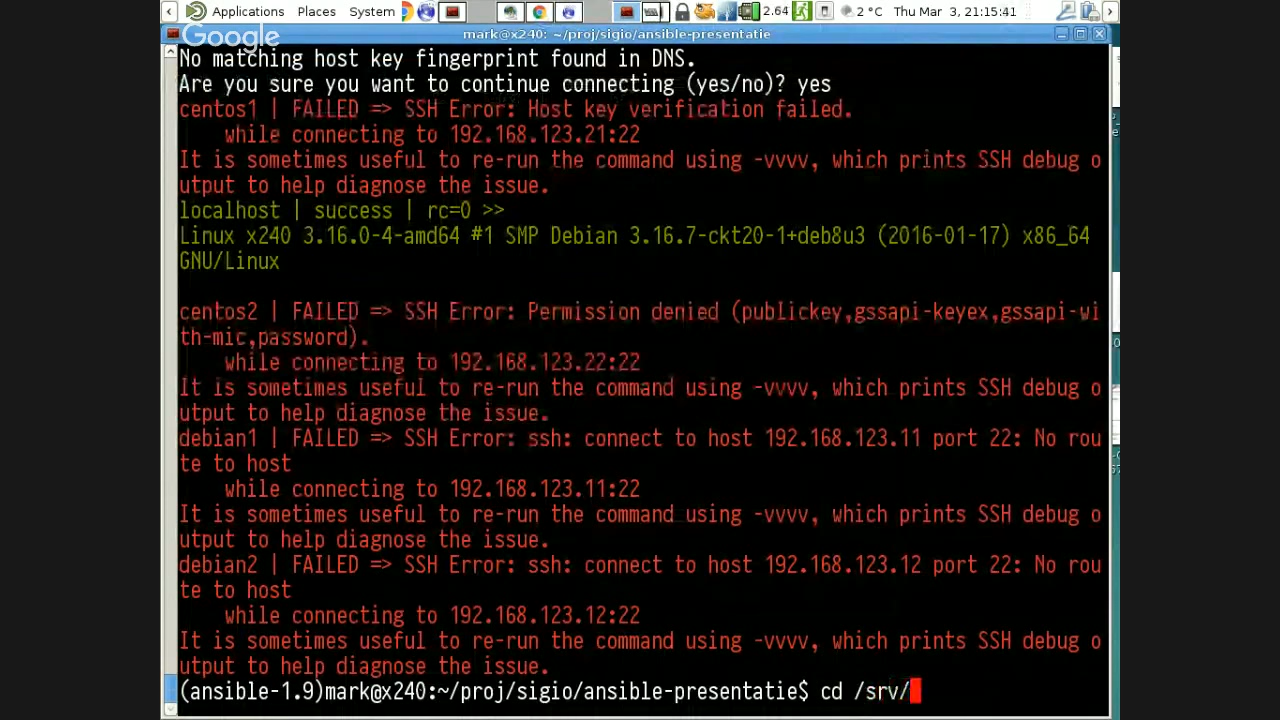 Applications Places System 2.64 2 °C Thu Mar 3, 21:15:41
Google
mark@x240: ~/proj/sigio/ansible-presentatie
No matching host key fingerprint found in DNS.
Are you sure you want to continue connecting (yes/no)? yes
centos1 | FAILED => SSH Error: Host key verification failed.
while connecting to 192.168.123.21:22
It is sometimes useful to re-run the command using -vvvv, which prints SSH debug o
utput to help diagnose the issue.
localhost | success | rc=0 >>
Linux x240 3.16.0-4-amd64 #1 SMP Debian 3.16.7-ckt20-1+deb8u3 (2016-01-17) x86_64
GNU/Linux
centos2 | FAILED => SSH Error: Permission denied (publickey,gssapi-keyex,gssapi-wi
th-mic,password).
while connecting to 192.168.123.22:22
It is sometimes useful to re-run the command using -vvvv, which prints SSH debug o
utput to help diagnose the issue.
debian1 | FAILED => SSH Error: ssh: connect to host 192.168.123.11 port 22: No rou
te to host
while connecting to 192.168.123.11:22
It is sometimes useful to re-run the command using -vvvv, which prints SSH debug o
utput to help diagnose the issue.
debian2 | FAILED => SSH Error: ssh: connect to host 192.168.123.12 port 22: No rou
te to host
while connecting to 192.168.123.12:22
It is sometimes useful to re-run the command using -vvvv, which prints SSH debug o
utput to help diagnose the issue.
(ansible-1.9)mark@x240:~/proj/sigio/ansible-presentatie$ cd /srv/